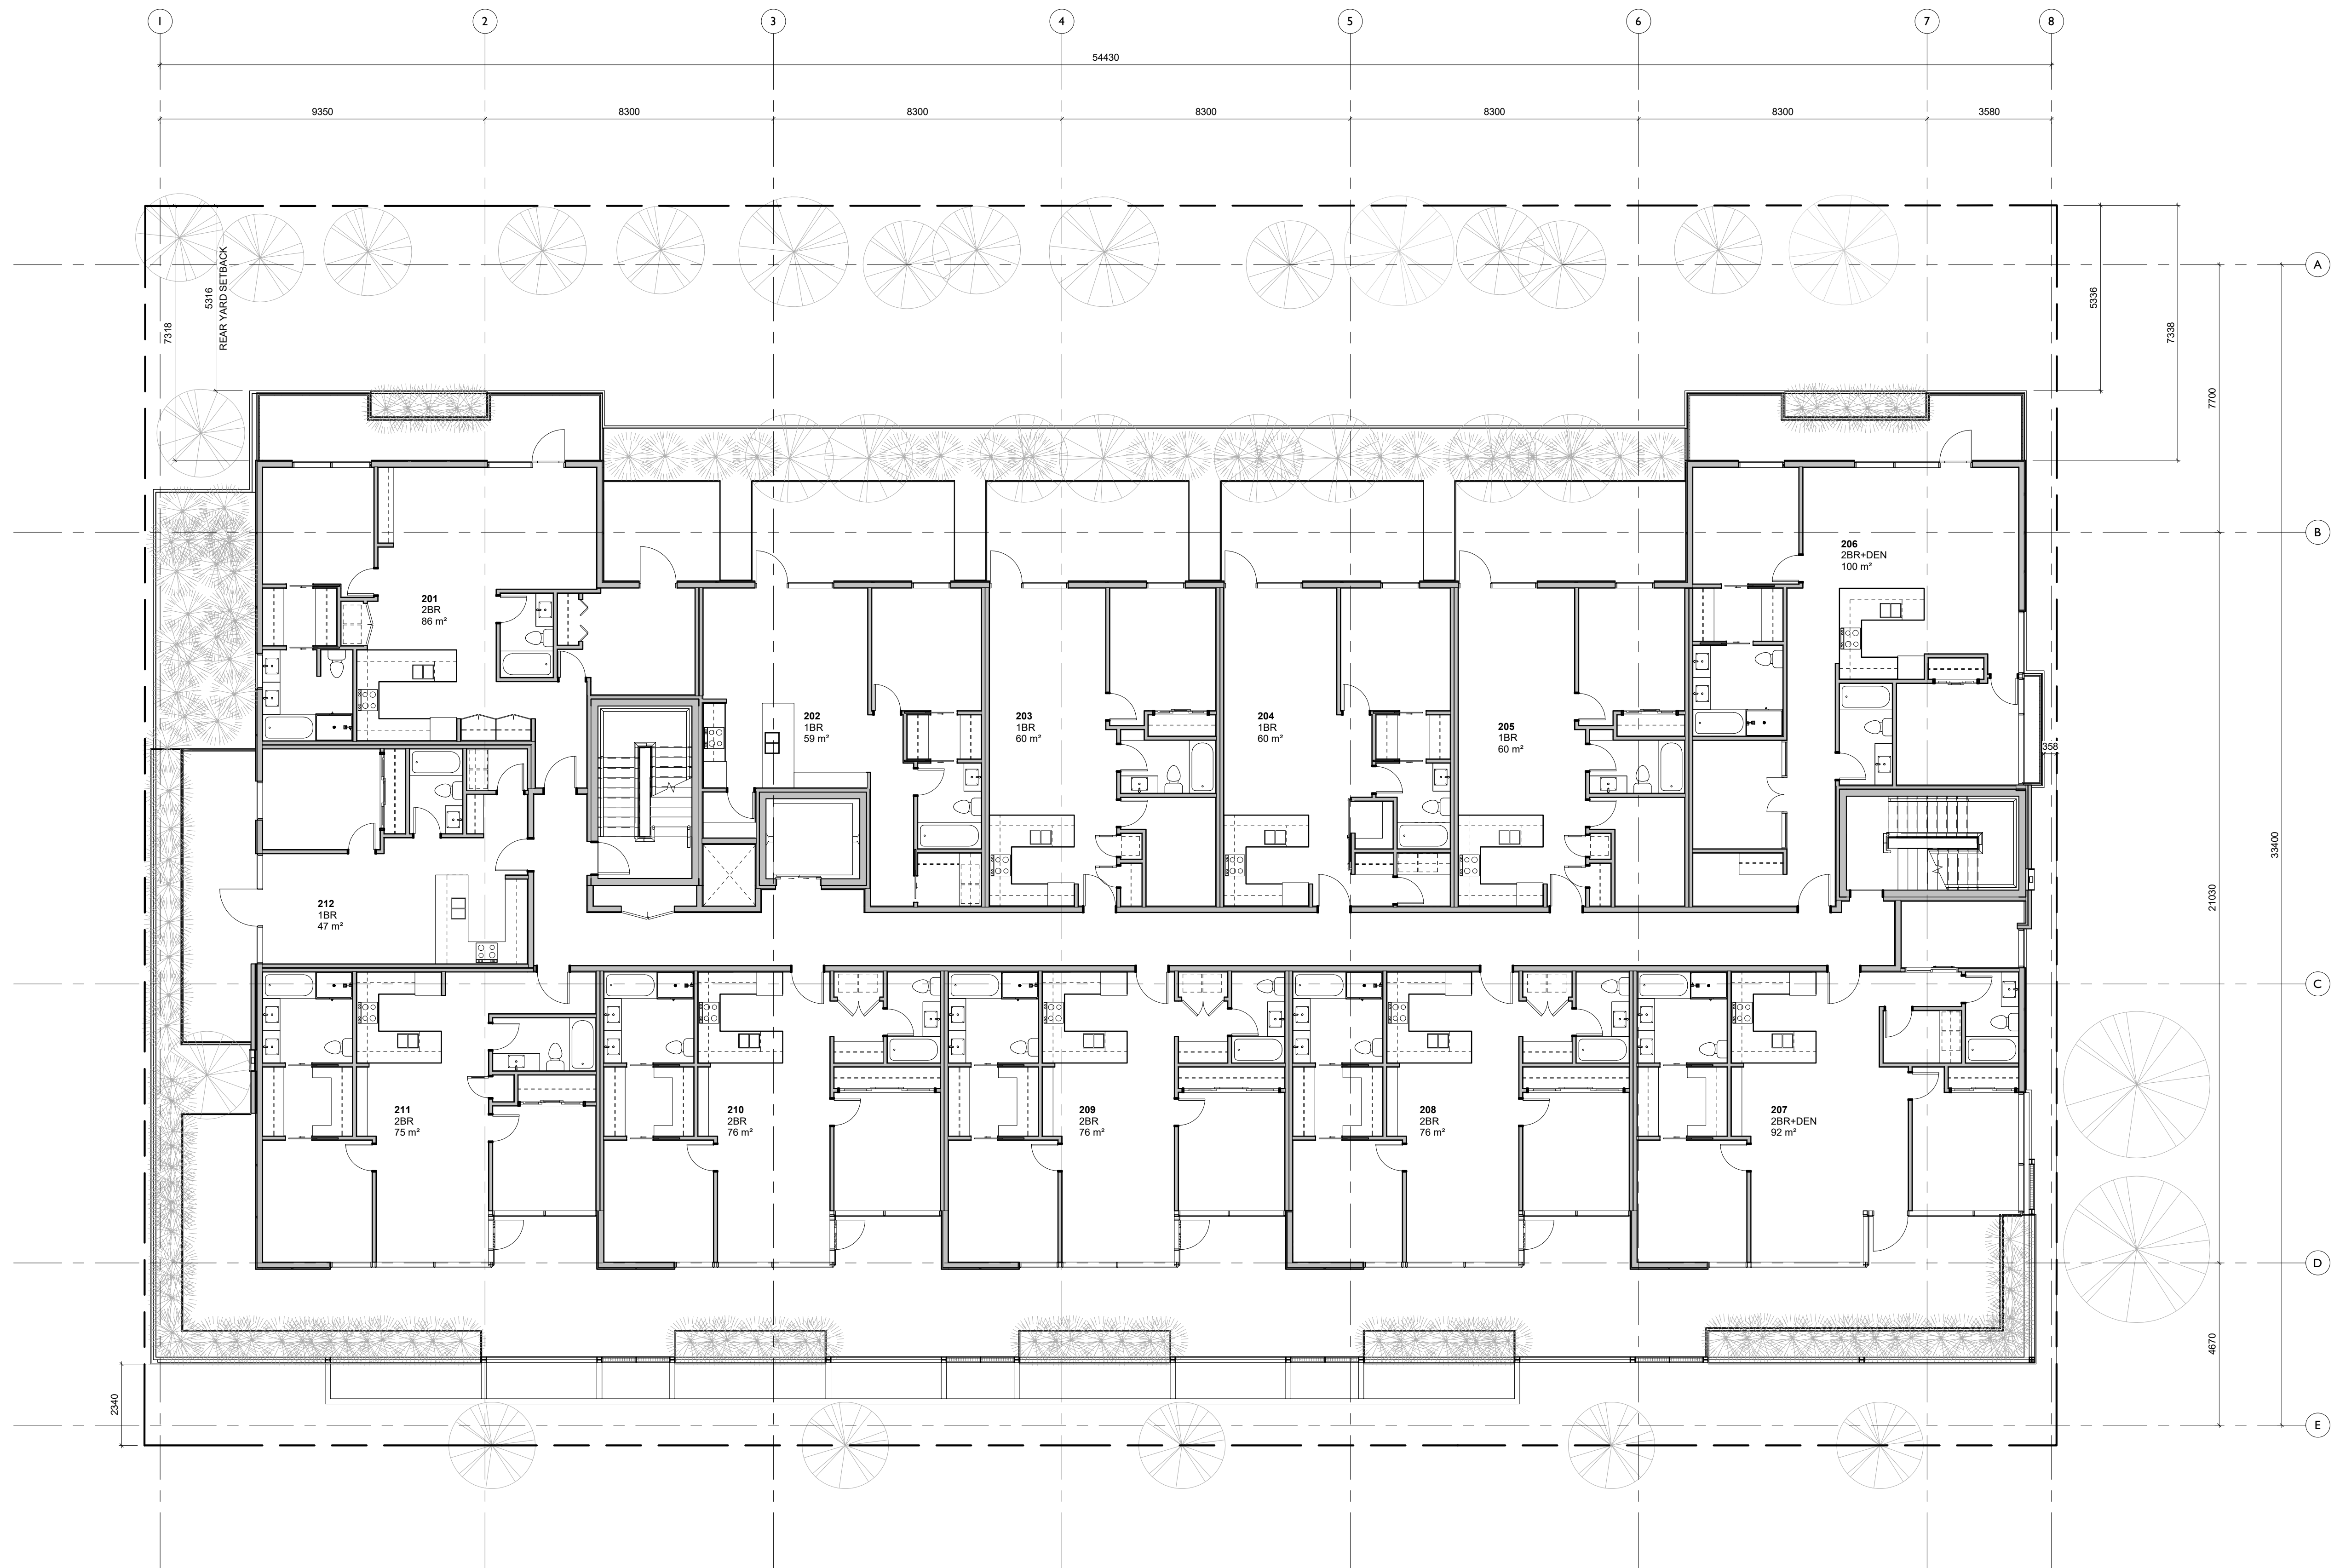 1 2 3 4 5 6 7 8
54430
9350 8300 8300 8300 8300 8300 3580
A
5316
REAR YARD SETBACK
7318
5336
7338
7700
B
206
2BR+DEN
100 m²
201
2BR
86 m²
202
1BR
59 m²
203
1BR
60 m²
204
1BR
60 m²
205
1BR
60 m²
358
33400
21030
212
1BR
47 m²
C
211
2BR
75 m²
210
2BR
76 m²
209
2BR
76 m²
208
2BR
76 m²
207
2BR+DEN
92 m²
D
4670
2340
E